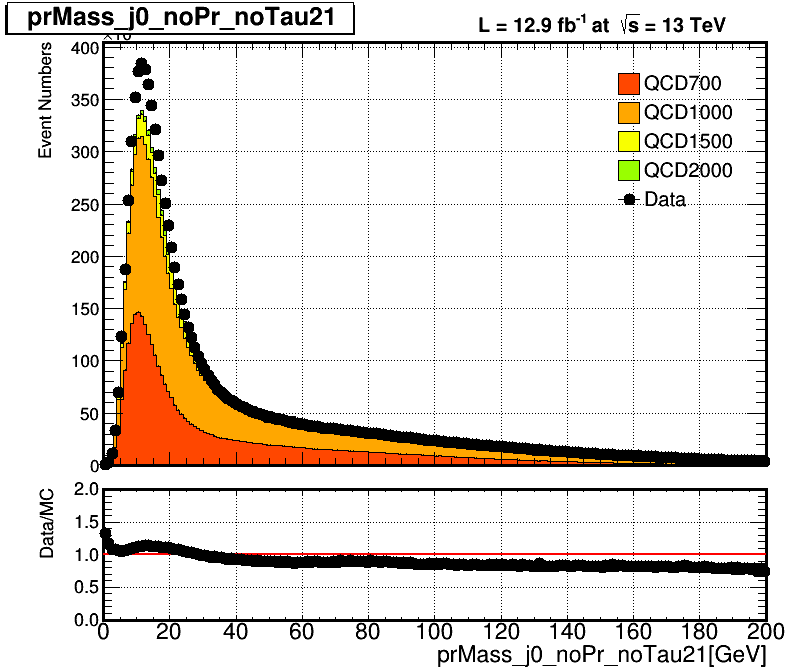 prMass_j0_noPr_noTau21
L = 12.9 fb-1 at √s = 13 TeV
Event Numbers
400
350
300
250
200
150
100
50
0
QCD700
QCD1000
QCD1500
QCD2000
Data
Data/MC
2.0
1.5
1.0
0.5
0.0
0 20 40 60 80 100 120 140 160 180 200
prMass_j0_noPr_noTau21[GeV]